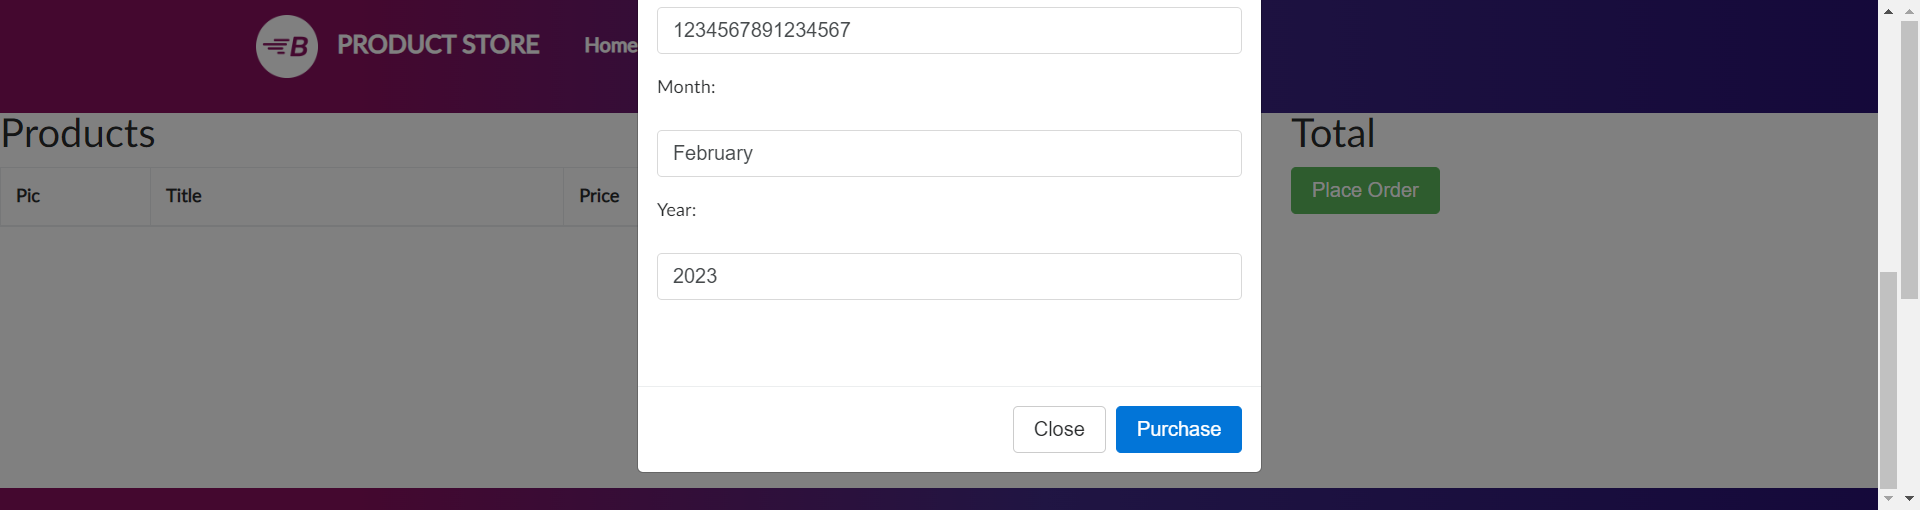 B PRODUCT STORE Home
1234567891234567
Month:
February
Year:
2023
Close Purchase
Products
Pic Title Price
Total
Place Order